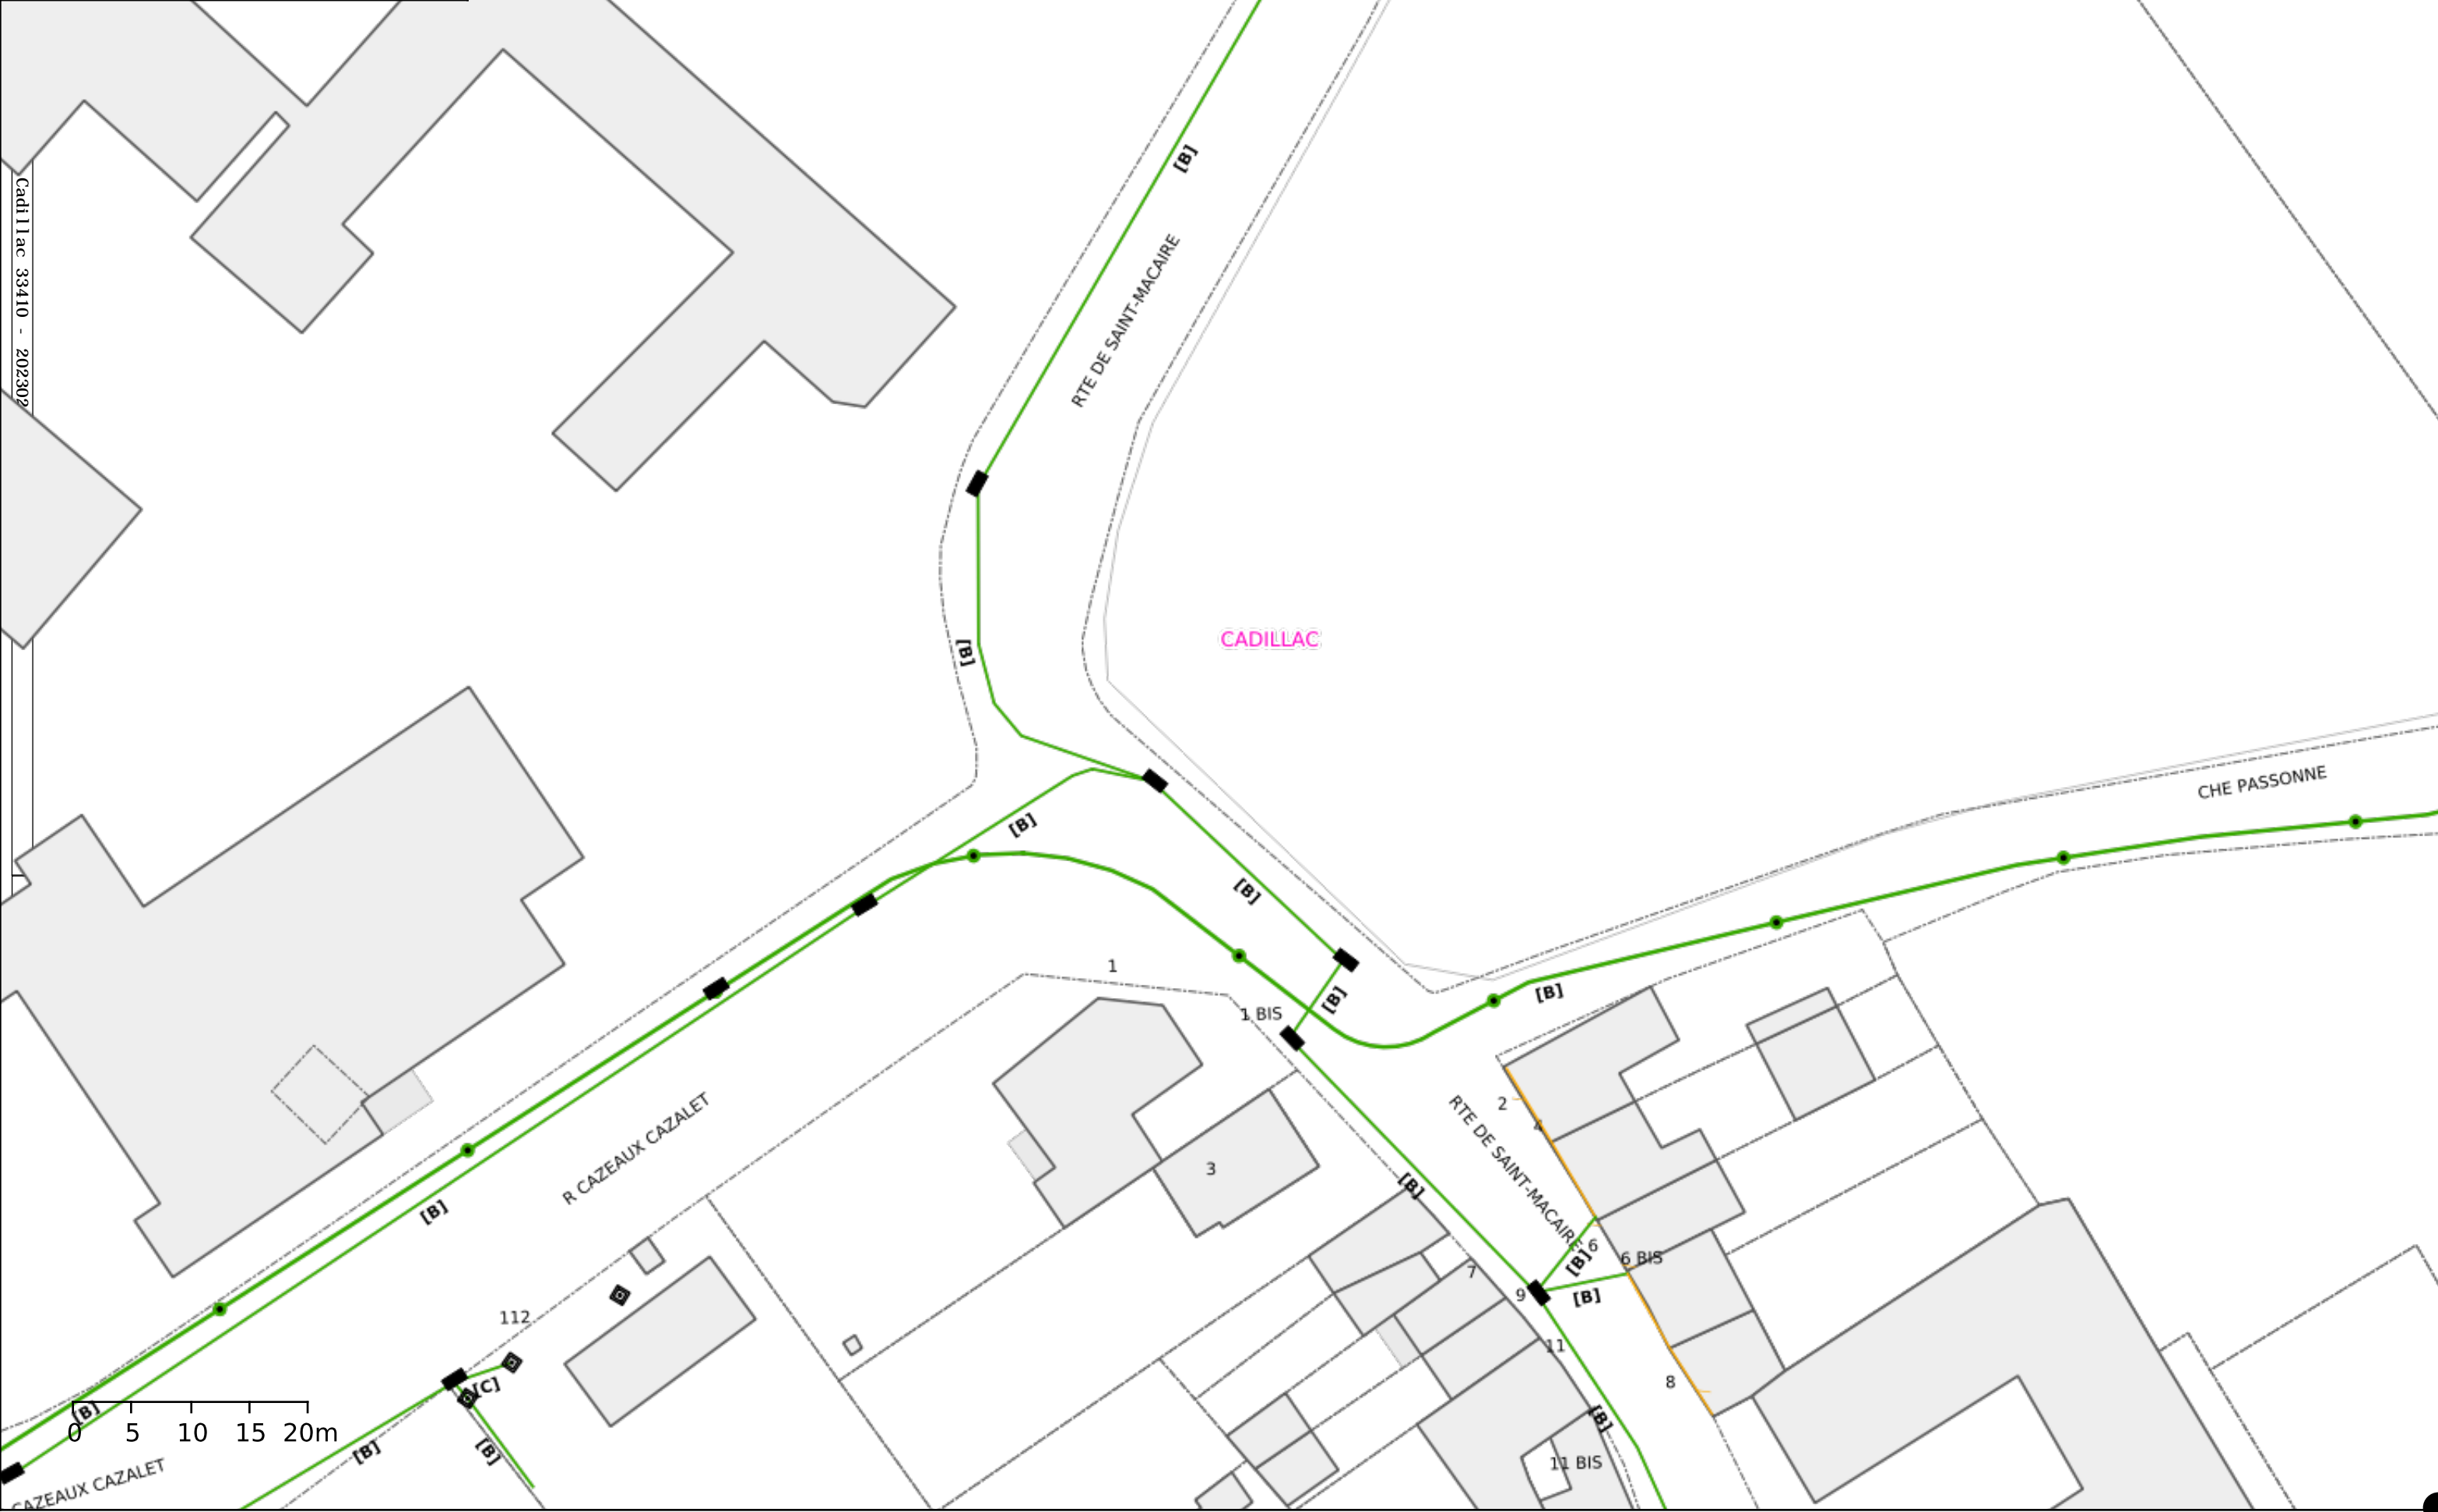 Cadillac 33410 - 202302
[B]
RTE DE SAINT-MACAIRE
[B]
CADILLAC
CHE PASSONNE
[B]
[B]
1
[B]
[B]
1 BIS
2
4
R CAZEAUX CAZALET
RTE DE SAINT-MACAIRE
3
[B]
[B]
6
6 BIS
[B]
7
9
[B]
112
11
8
[C]
[B]
0 5 10 15 20m
[B]
[B]
[B]
11 BIS
CAZEAUX CAZALET